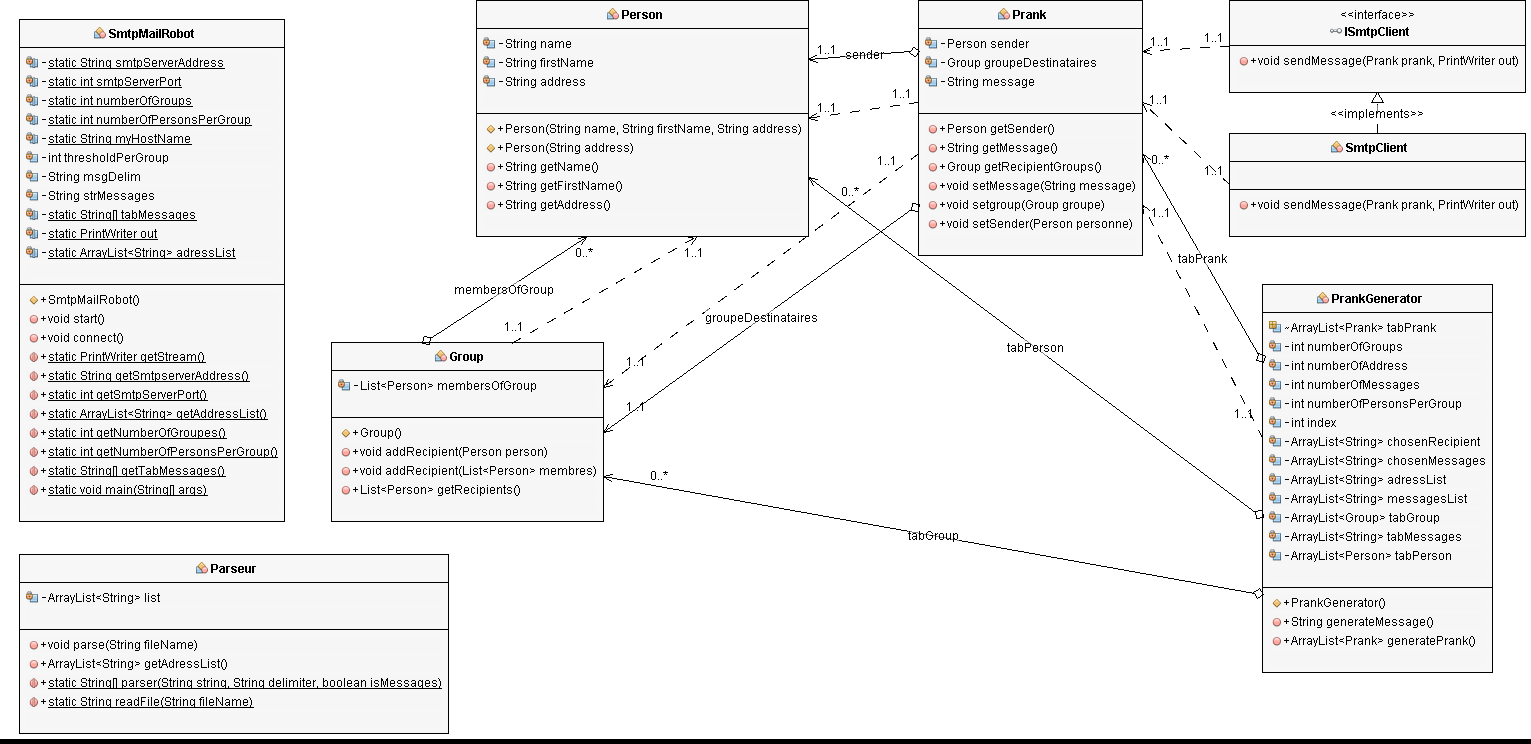 SmtpMailRobot
-static String smtpServerAddress
-static int smtpServerPort
-static int numberOfGroups
-static int numberOfPersonsPerGroup
-static String myHostName
-int thresholdPerGroup
-String msgDelim
-String strMessages
-static String[] tabMessages
-static PrintWriter out
-static ArrayList<String> adressList
+SmtpMailRobot()
+void start()
+void connect()
+static PrintWriter getStream()
+static String getSmtpserverAddress()
+static int getSmtpServerPort()
+static ArrayList<String> getAddressList()
+static int getNumberOfGroupes()
+static int getNumberOfPersonsPerGroup()
+static String[] getTabMessages()
+static void main(String[] args)
Person
-String name
-String firstName
-String address
+Person(String name, String firstName, String address)
+Person(String address)
+String getName()
+String getFirstName()
+String getAddress()
Prank
-Person sender
-Group groupeDestinataires
-String message
+Person getSender()
+String getMessage()
+Group getRecipientGroups()
+void setMessage(String message)
+void setgroup(Group groupe)
+void setSender(Person personne)
<<interface>>
ISmtpClient
+void sendMessage(Prank prank, PrintWriter out)
<<implements>>
SmtpClient
+void sendMessage(Prank prank, PrintWriter out)
1..1
sender
1..1
1..1
1..1
1..1
1..1
1..1
1..1
0..*
0..*
tabPrank
1..1
1..1
0..*
1..1
membersOfGroup
1..1
groupeDestinataires
tabPerson
1..1
1..1
0..*
tabGroup
Group
-List<Person> membersOfGroup
+Group()
+void addRecipient(Person person)
+void addRecipient(List<Person> membres)
+List<Person> getRecipients()
PrankGenerator
~ArrayList<Prank> tabPrank
-int numberOfGroups
-int numberOfAddress
-int numberOfMessages
-int numberOfPersonsPerGroup
-int index
-ArrayList<String> chosenRecipient
-ArrayList<String> chosenMessages
-ArrayList<String> adressList
-ArrayList<String> messagesList
-ArrayList<Group> tabGroup
-ArrayList<String> tabMessages
-ArrayList<Person> tabPerson
+PrankGenerator()
+String generateMessage()
+ArrayList<Prank> generatePrank()
Parseur
-ArrayList<String> list
+void parse(String fileName)
+ArrayList<String> getAdressList()
+static String[] parser(String string, String delimiter, boolean isMessages)
+static String readFile(String fileName)